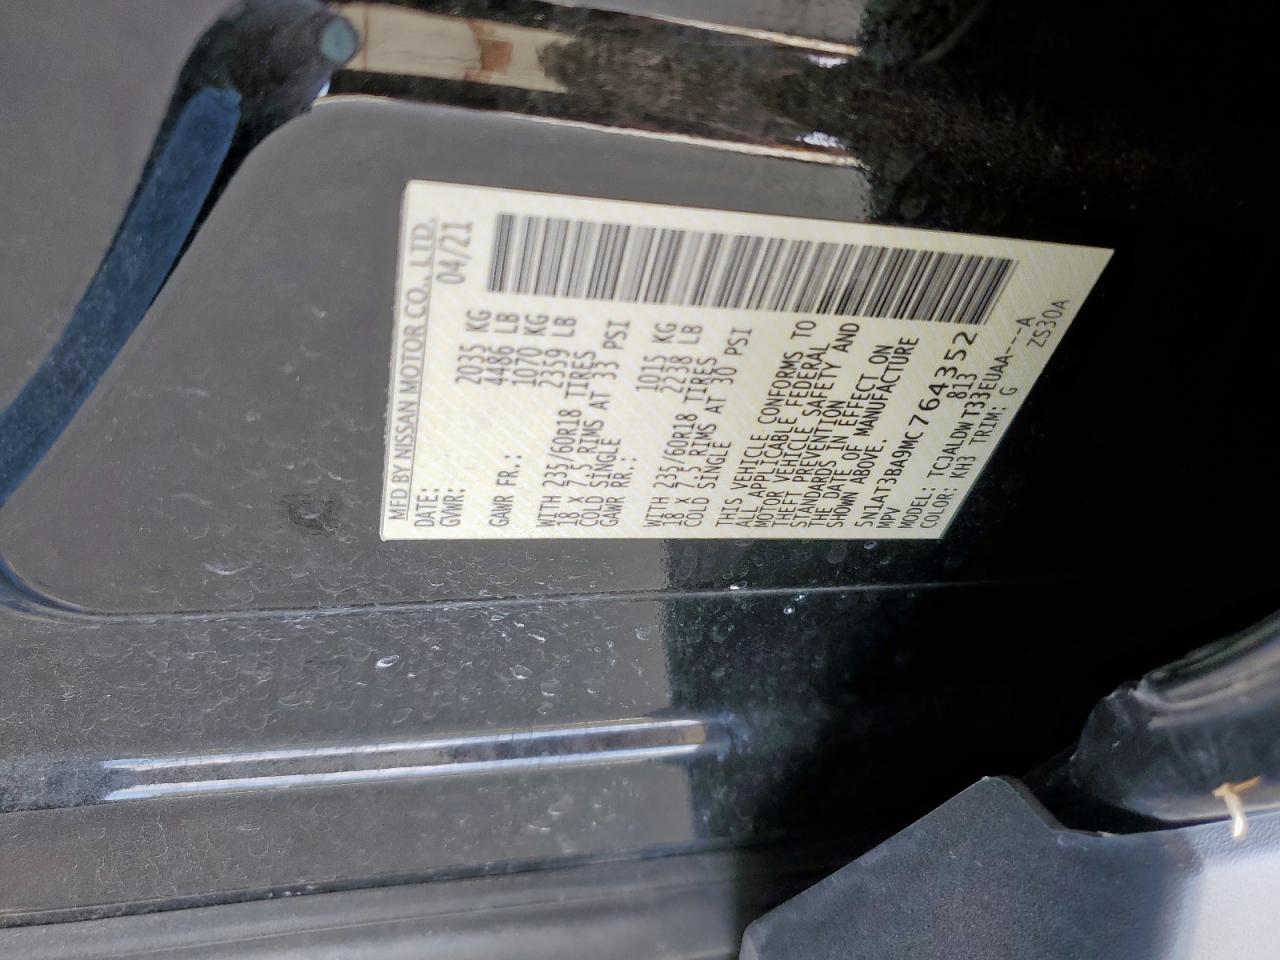 MFD BY NISSAN MOTOR CO., LTD.
DATE: 04/21
GVWR: 2035 KG
4486 LB
GAWR FR.: 1070 KG
2359 LB
WITH 235/60R18 TIRES
18 X 7.5 RIMS AT 33 PSI
COLD SINGLE
GAWR RR.: 1015 KG
2238 LB
WITH 235/60R18 TIRES
18 X 7.5 RIMS AT 30 PSI
COLD SINGLE
THIS VEHICLE CONFORMS TO
ALL APPLICABLE FEDERAL
MOTOR VEHICLE SAFETY AND
THEFT PREVENTION
STANDARDS IN EFFECT ON
THE DATE OF MANUFACTURE
SHOWN ABOVE.
5N1AT3BA9MC764352
MPV 813
MODEL: TCJALDWT33EUAA---A
COLOR: KH3 TRIM: G ZS30A